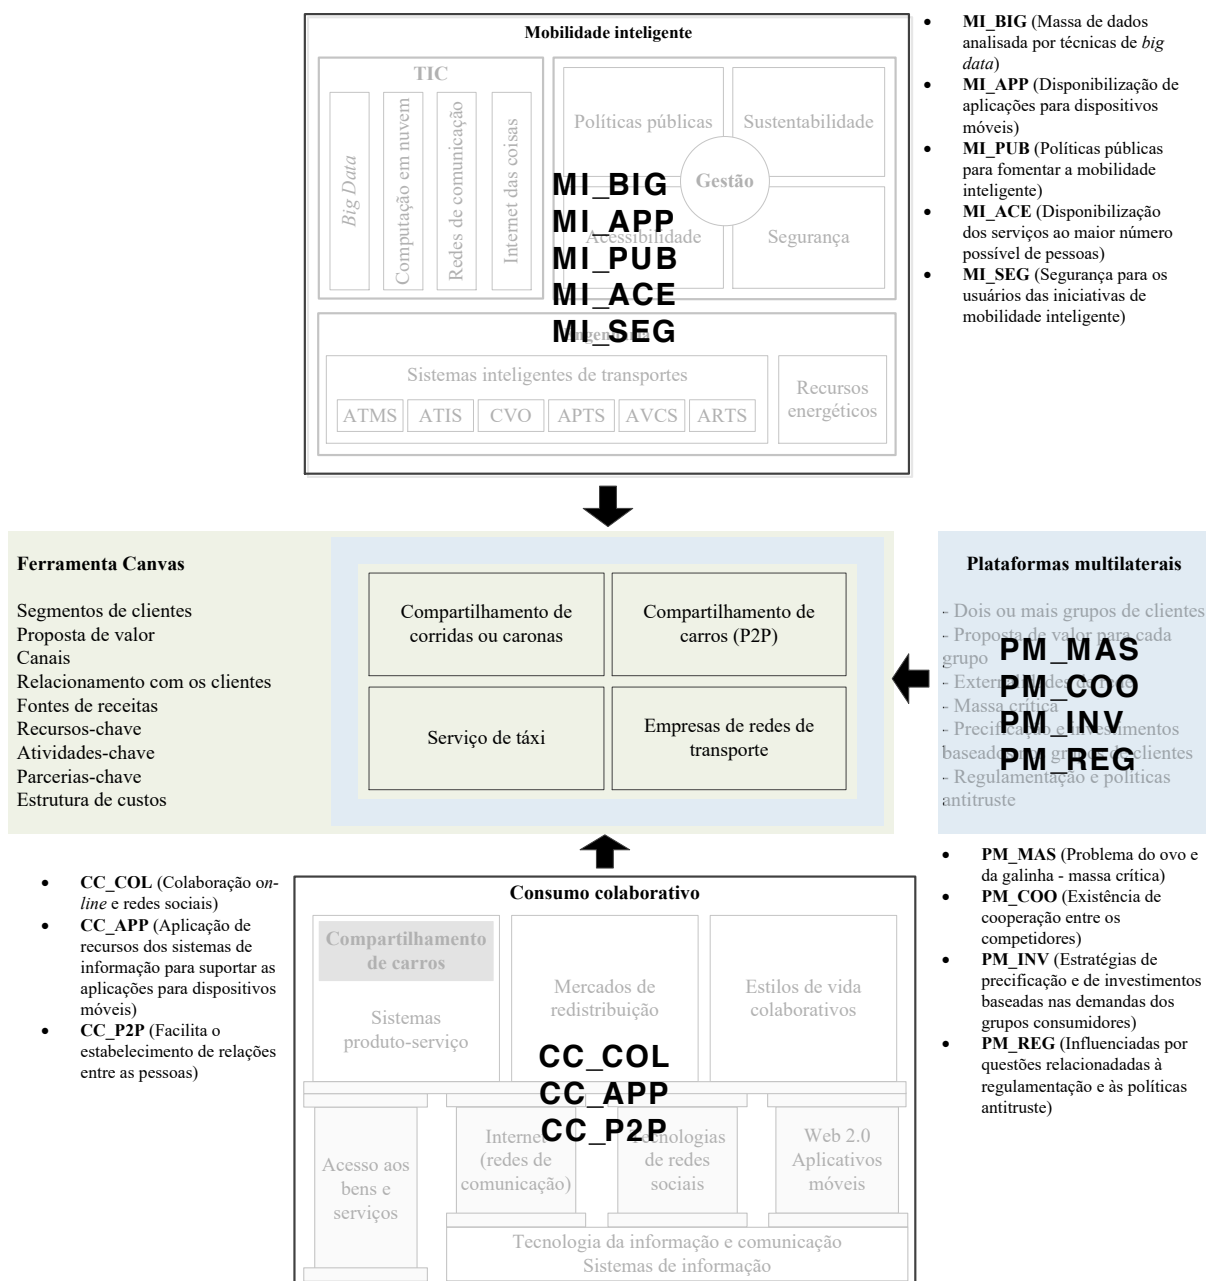 Mobilidade inteligente
TIC
Big Data
Computação em nuvem
Redes de comunicação
Internet das coisas
Políticas públicas
Sustentabilidade
Gestão
Acessibilidade
Segurança
MI_BIG
MI_APP
MI_PUB
MI_ACE
MI_SEG
Sistemas inteligentes de transportes
ATMS
ATIS
CVO
APTS
AVCS
ARTS
Recursos
energéticos
• MI_BIG (Massa de dados
analisada por técnicas de big
data)
• MI_APP (Disponibilização de
aplicações para dispositivos
móveis)
• MI_PUB (Políticas públicas
para fomentar a mobilidade
inteligente)
• MI_ACE (Disponibilização
dos serviços ao maior número
possível de pessoas)
• MI_SEG (Segurança para os
usuários das iniciativas de
mobilidade inteligente)
Ferramenta Canvas
Segmentos de clientes
Proposta de valor
Canais
Relacionamento com os clientes
Fontes de receitas
Recursos-chave
Atividades-chave
Parcerias-chave
Estrutura de custos
Compartilhamento de
corridas ou caronas
Compartilhamento de
carros (P2P)
Serviço de táxi
Empresas de redes de
transporte
Plataformas multilaterais
- Dois ou mais grupos de clientes
- Proposta de valor para cada
grupo
- Externalidades de rede
- Massa crítica
- Precificação e investimentos
baseados nos grupos de clientes
- Regulamentação e políticas
antitruste
PM_MAS
PM_COO
PM_INV
PM_REG
• PM_MAS (Problema do ovo e
da galinha - massa crítica)
• PM_COO (Existência de
cooperação entre os
competidores)
• PM_INV (Estratégias de
precificação e de investimentos
baseadas nas demandas dos
grupos consumidores)
• PM_REG (Influenciadas por
questões relacionadadas à
regulamentação e às políticas
antitruste)
• CC_COL (Colaboração on-
line e redes sociais)
• CC_APP (Aplicação de
recursos dos sistemas de
informação para suportar as
aplicações para dispositivos
móveis)
• CC_P2P (Facilita o
estabelecimento de relações
entre as pessoas)
Consumo colaborativo
Compartilhamento
de carros
Sistemas
produto-serviço
Mercados de
redistribuição
Estilos de vida
colaborativos
CC_COL
CC_APP
CC_P2P
Acesso aos
bens e
serviços
Internet
(redes de
comunicação)
Tecnologias
de redes
sociais
Web 2.0
Aplicativos
móveis
Tecnologia da informação e comunicação
Sistemas de informação